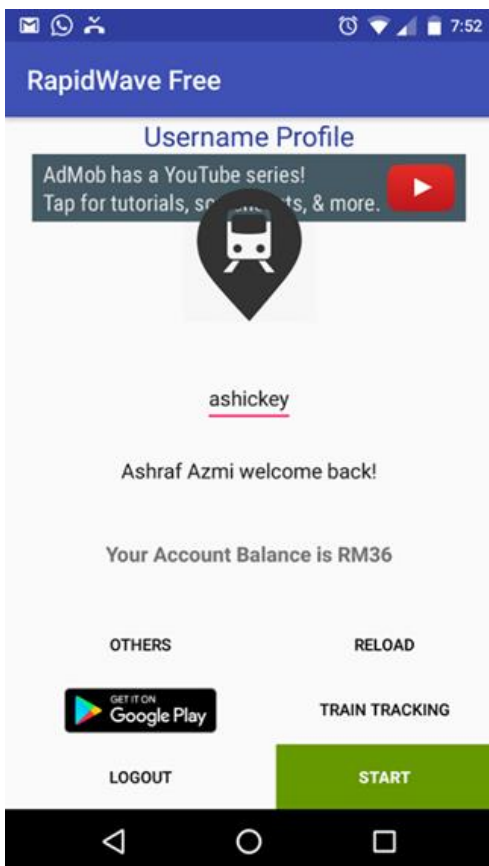 7:52
RapidWave Free
Username Profile
AdMob has a YouTube series!
Tap for tutorials, & more.
ashickey
Ashraf Azmi welcome back!
Your Account Balance is RM36
OTHERS
RELOAD
GET IT ON
Google Play
TRAIN TRACKING
LOGOUT
START